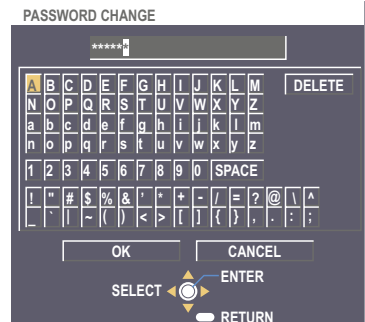 PASSWORD CHANGE
******
A B C D E F G H I J K L M DELETE
N O P Q R S T U V W X Y Z
a b c d e f g h i j k l m
n o p q r s t u v w x y z
1 2 3 4 5 6 7 8 9 0 SPACE
! " # $ % & ' * + - / = ? @ \ ^
_ ` | ~ ( ) < > [ ] { } , . : ;
OK CANCEL
ENTER
SELECT
RETURN